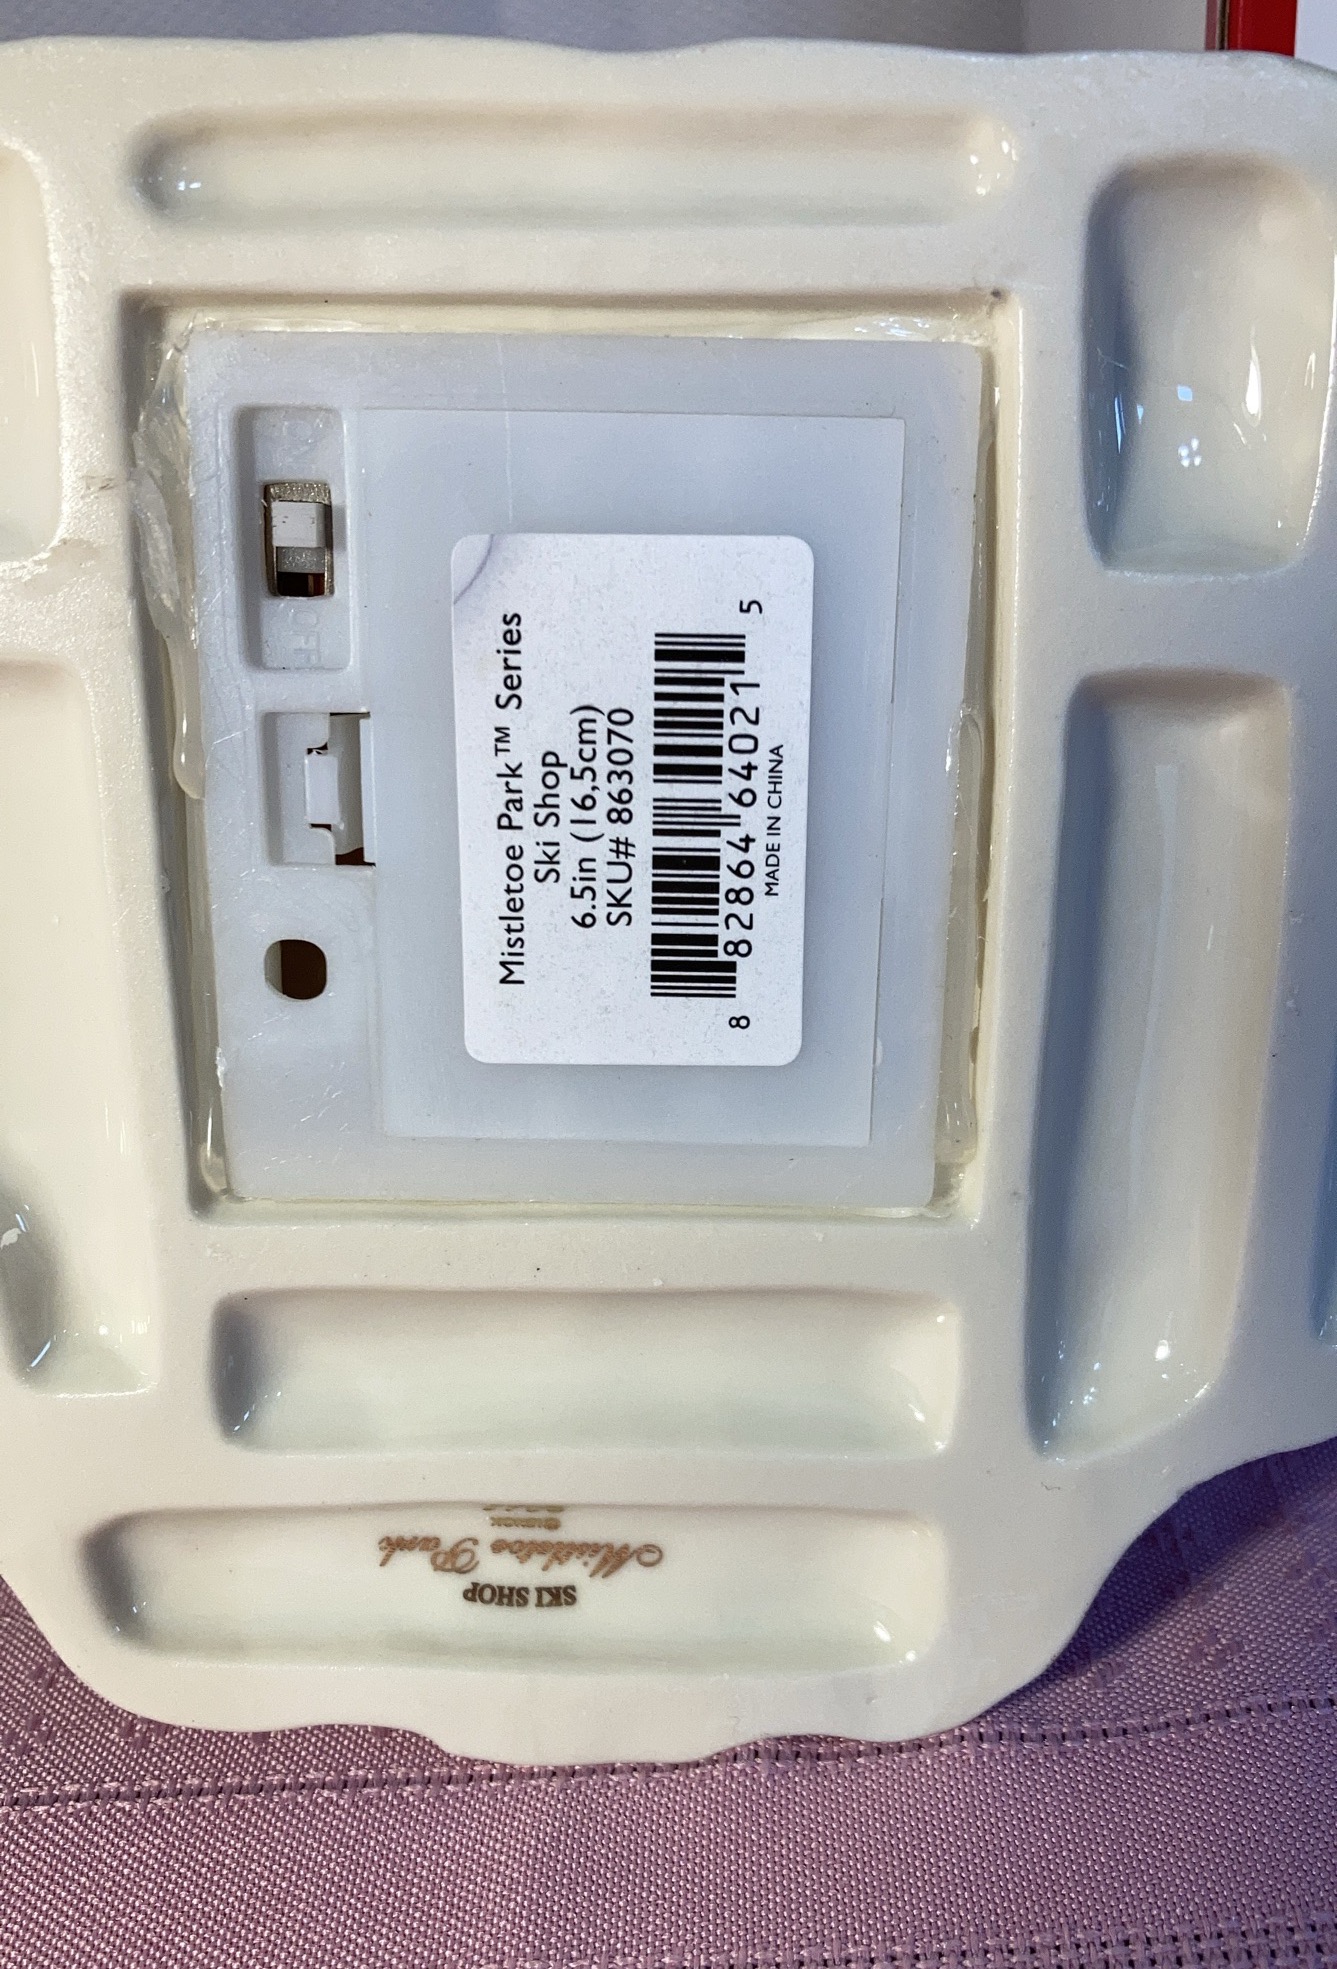 Mistletoe Park™ Series
Ski Shop
6.5in (16,5cm)
SKU# 863070
8 82864 64021 5
MADE IN CHINA
OFF
SKI SHOP
Mistletoe Park